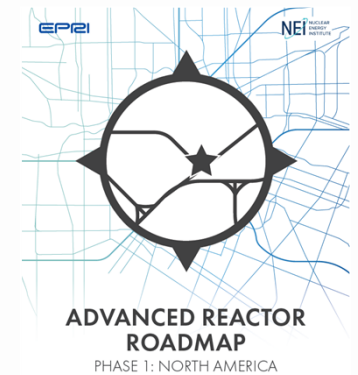 EPRI
NEI NUCLEAR
ENERGY
INSTITUTE
ADVANCED REACTOR
ROADMAP
PHASE 1: NORTH AMERICA